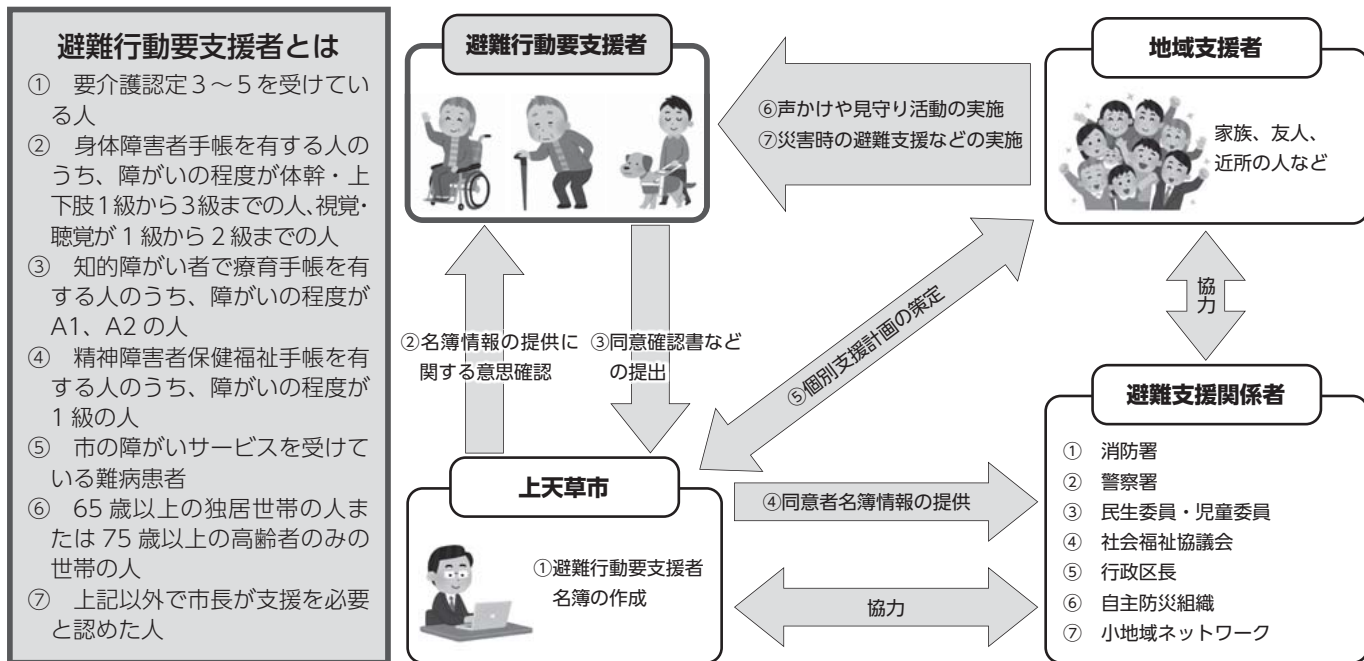 避難行動要支援者とは
① 要介護認定3~5を受けてい
る人
② 身体障害者手帳を有する人の
うち、障がいの程度が体幹・上
下肢1級から3級までの人、視覚・
聴覚が1級から2級までの人
③ 知的障がい者で療育手帳を有
する人のうち、障がいの程度が
A1、A2の人
④ 精神障害者保健福祉手帳を有
する人のうち、障がいの程度が
1級の人
⑤ 市の障がいサービスを受けて
いる難病患者
⑥ 65歳以上の独居世帯の人ま
たは75歳以上の高齢者のみの
世帯の人
⑦ 上記以外で市長が支援を必要
と認めた人
避難行動要支援者
⑥声かけや見守り活動の実施
⑦災害時の避難支援などの実施
地域支援者
家族、友人、
近所の人など
②名簿情報の提供に
関する意思確認
③同意確認書など
の提出
⑤個別支援計画の策定
協力
上天草市
①避難行動要支援者
名簿の作成
④同意者名簿情報の提供
協力
避難支援関係者
① 消防署
② 警察署
③ 民生委員・児童委員
④ 社会福祉協議会
⑤ 行政区長
⑥ 自主防災組織
⑦ 小地域ネットワーク